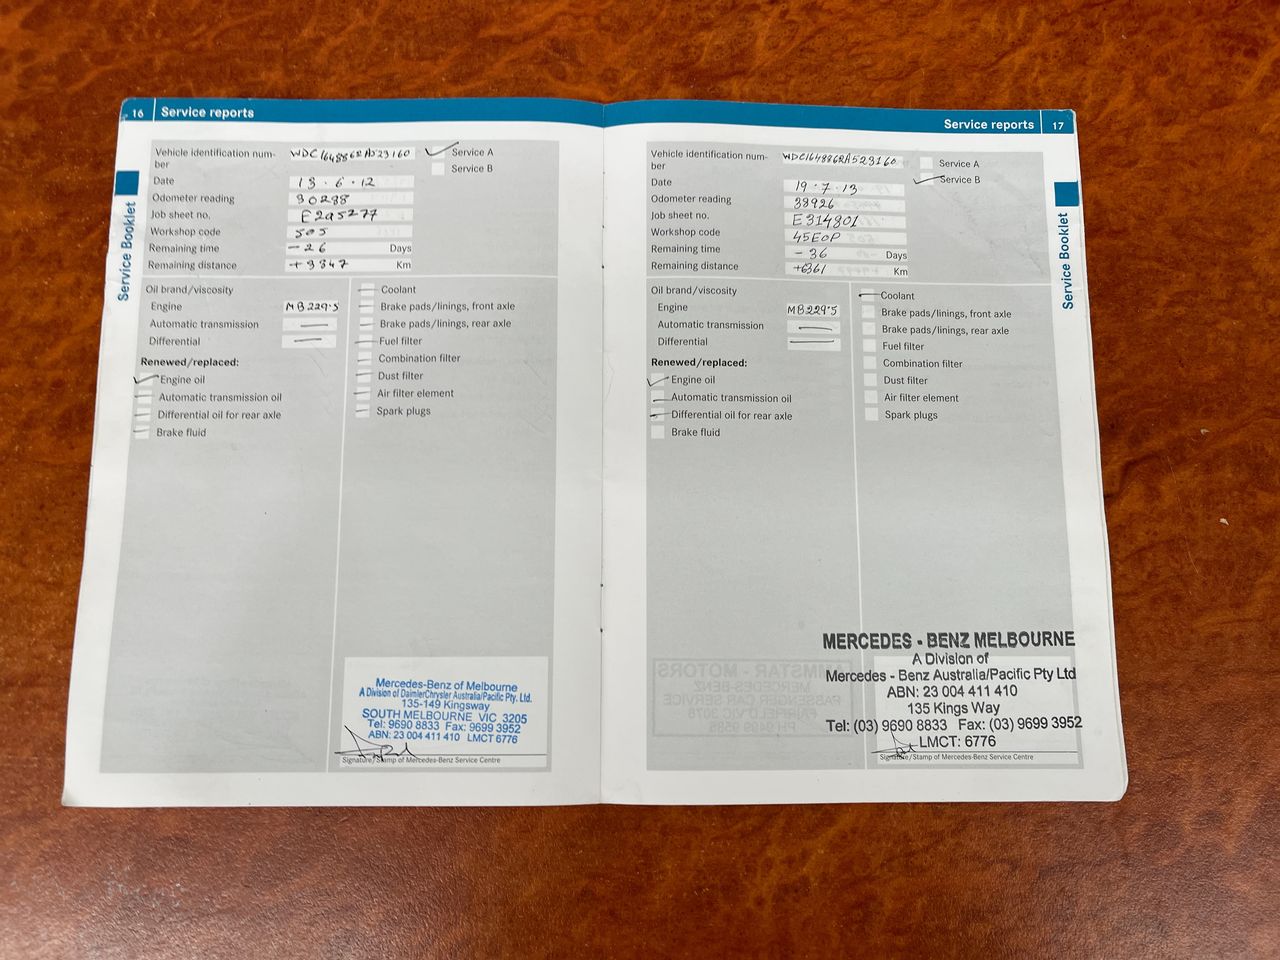 16 Service reports
Vehicle identification num-
ber WDC1648862A523160
Service A
Service B
Date 13.6.12
Odometer reading 30288
Job sheet no. E295277
Workshop code 505
Remaining time -26 Days
Remaining distance +3347 Km
Service Booklet
Oil brand/viscosity
Engine MB229.5
Automatic transmission —
Differential —
Renewed/replaced:
Engine oil
Automatic transmission oil
Differential oil for rear axle
Brake fluid
Coolant
Brake pads/linings, front axle
Brake pads/linings, rear axle
Fuel filter
Combination filter
Dust filter
Air filter element
Spark plugs
Mercedes-Benz of Melbourne
A Division of DaimlerChrysler Australia/Pacific Pty. Ltd.
135-149 Kingsway
SOUTH MELBOURNE VIC 3205
Tel: 9690 8833 Fax: 9699 3952
ABN: 23 004 411 410 LMCT 6776
Signature/Stamp of Mercedes-Benz Service Centre
Service reports 17
Vehicle identification num-
ber WDC1648862A523160
Service A
Service B
Date 19.7.13
Odometer reading 38926
Job sheet no. E314801
Workshop code 45EOP
Remaining time -36 Days
Remaining distance +6361 Km
Service Booklet
Oil brand/viscosity
Engine MB229.5
Automatic transmission —
Differential —
Renewed/replaced:
Engine oil
Automatic transmission oil
Differential oil for rear axle
Brake fluid
Coolant
Brake pads/linings, front axle
Brake pads/linings, rear axle
Fuel filter
Combination filter
Dust filter
Air filter element
Spark plugs
MERCEDES - BENZ MELBOURNE
A Division of
Mercedes - Benz Australia/Pacific Pty Ltd
ABN: 23 004 411 410
135 Kings Way
Tel: (03) 9690 8833 Fax: (03) 9699 3952
LMCT: 6776
Signature/Stamp of Mercedes-Benz Service Centre